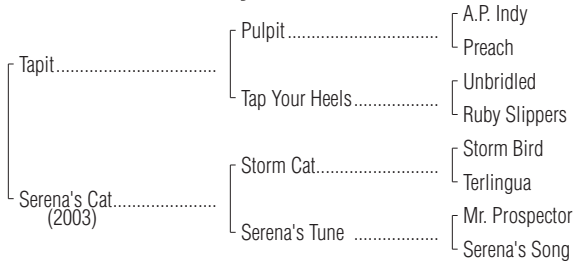 A.P. Indy
Pulpit........................................
Preach
Tapit..........................................
Unbridled
Tap Your Heels......................
Ruby Slippers
Storm Bird
Storm Cat................................
Terlingua
Serena's Cat...........................
(2003)
Mr. Prospector
Serena's Tune ......................
Serena's Song